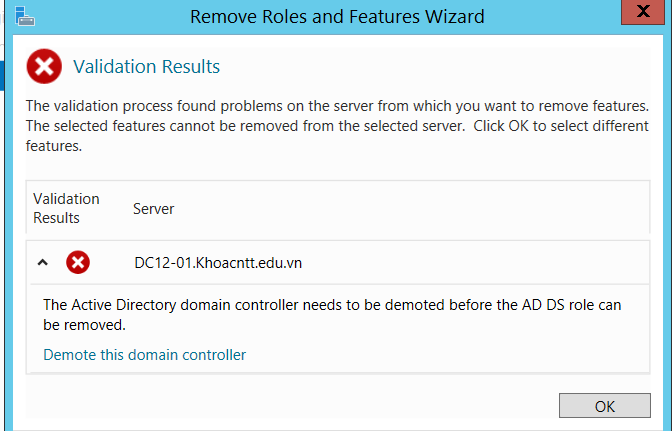 Remove Roles and Features Wizard
X
Validation Results
The validation process found problems on the server from which you want to remove features.
The selected features cannot be removed from the selected server.  Click OK to select different
features.
Validation
Results
Server
DC12-01.Khoacntt.edu.vn
The Active Directory domain controller needs to be demoted before the AD DS role can
be removed.
Demote this domain controller
OK